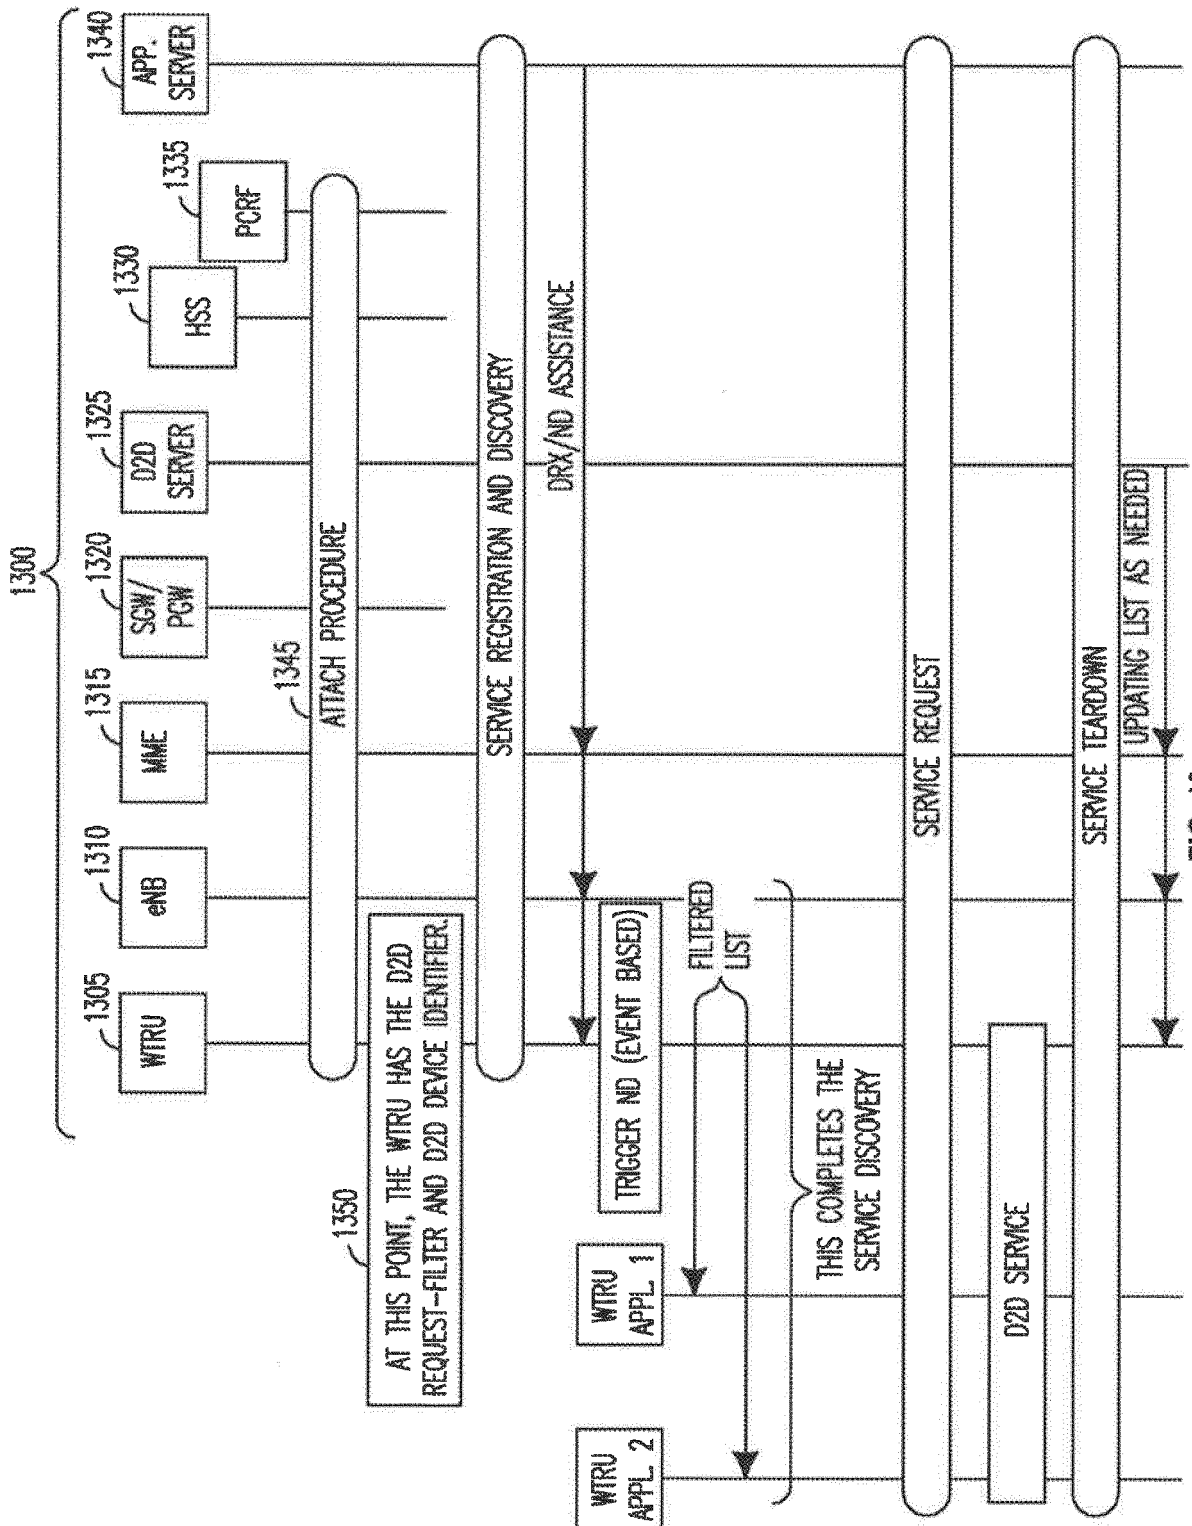 1300
1305
WTRU
1310
eNB
1315
MME
1320
SGW/
PGW
1325
D2D
SERVER
1330
HSS
1335
PCRF
1340
APP.
SERVER
1345
ATTACH PROCEDURE
1350
AT THIS POINT, THE WTRU HAS THE D2D
REQUEST-FILTER AND D2D DEVICE IDENTIFIER.
SERVICE REGISTRATION AND DISCOVERY
DRX/ND ASSISTANCE
WTRU
APPL. 2
WTRU
APPL. 1
TRIGGER ND (EVENT BASED)
FILTERED
LIST
THIS COMPLETES THE
SERVICE DISCOVERY
SERVICE REQUEST
D2D SERVICE
SERVICE TEARDOWN
UPDATING LIST AS NEEDED